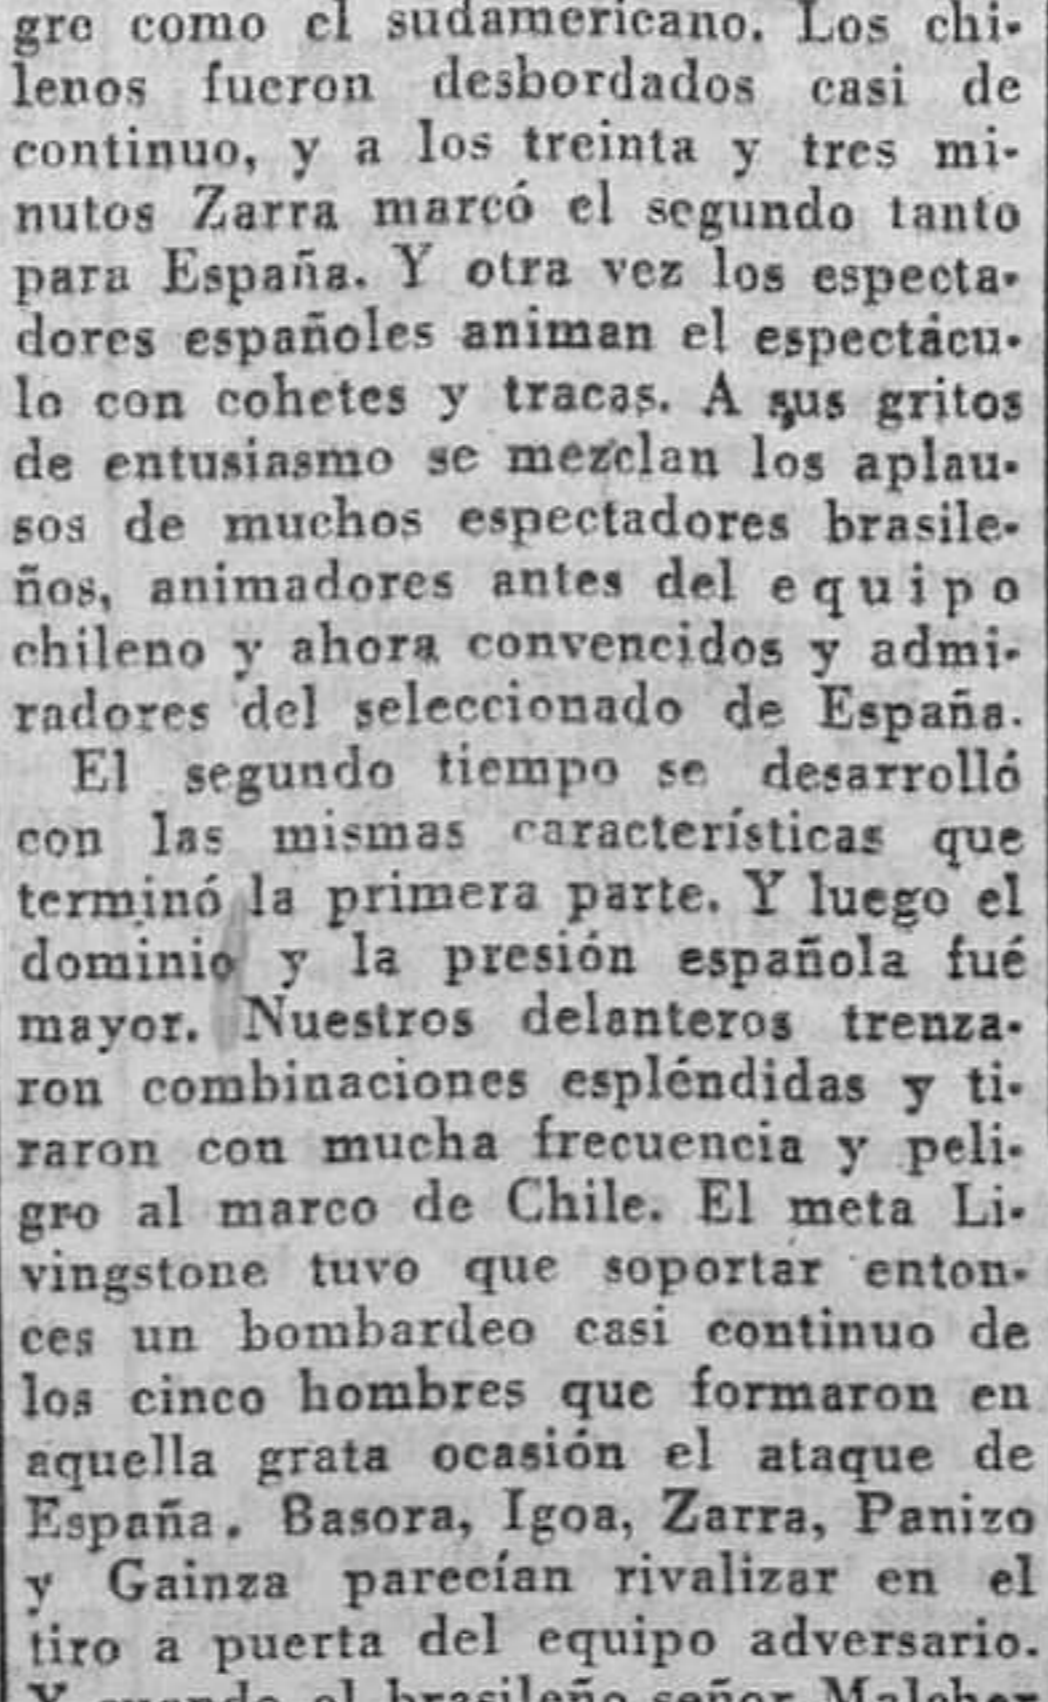 gre como el sudamericano. Los chi-
lenos fueron desbordados casi de
continuo, y a los treinta y tres mi-
nutos Zarra marcó el segundo tanto
para España. Y otra vez los especta-
dores españoles animan el espectácu-
lo con cohetes y tracas. A sus gritos
de entusiasmo se mezclan los aplau-
sos de muchos espectadores brasile-
ños, animadores antes del equipo
chileno y ahora convencidos y admi-
radores del seleccionado de España.
El segundo tiempo se desarrolló
con las mismas características que
terminó la primera parte. Y luego el
dominio y la presión española fué
mayor. Nuestros delanteros trenza-
ron combinaciones espléndidas y ti-
raron con mucha frecuencia y peli-
gro al marco de Chile. El meta Li-
vingstone tuvo que soportar enton-
ces un bombardeo casi continuo de
los cinco hombres que formaron en
aquella grata ocasión el ataque de
España. Basora, Igoa, Zarra, Panizo
y Gainza parecían rivalizar en el
tiro a puerta del equipo adversario.
Y cuando el brasileño señor Malcher